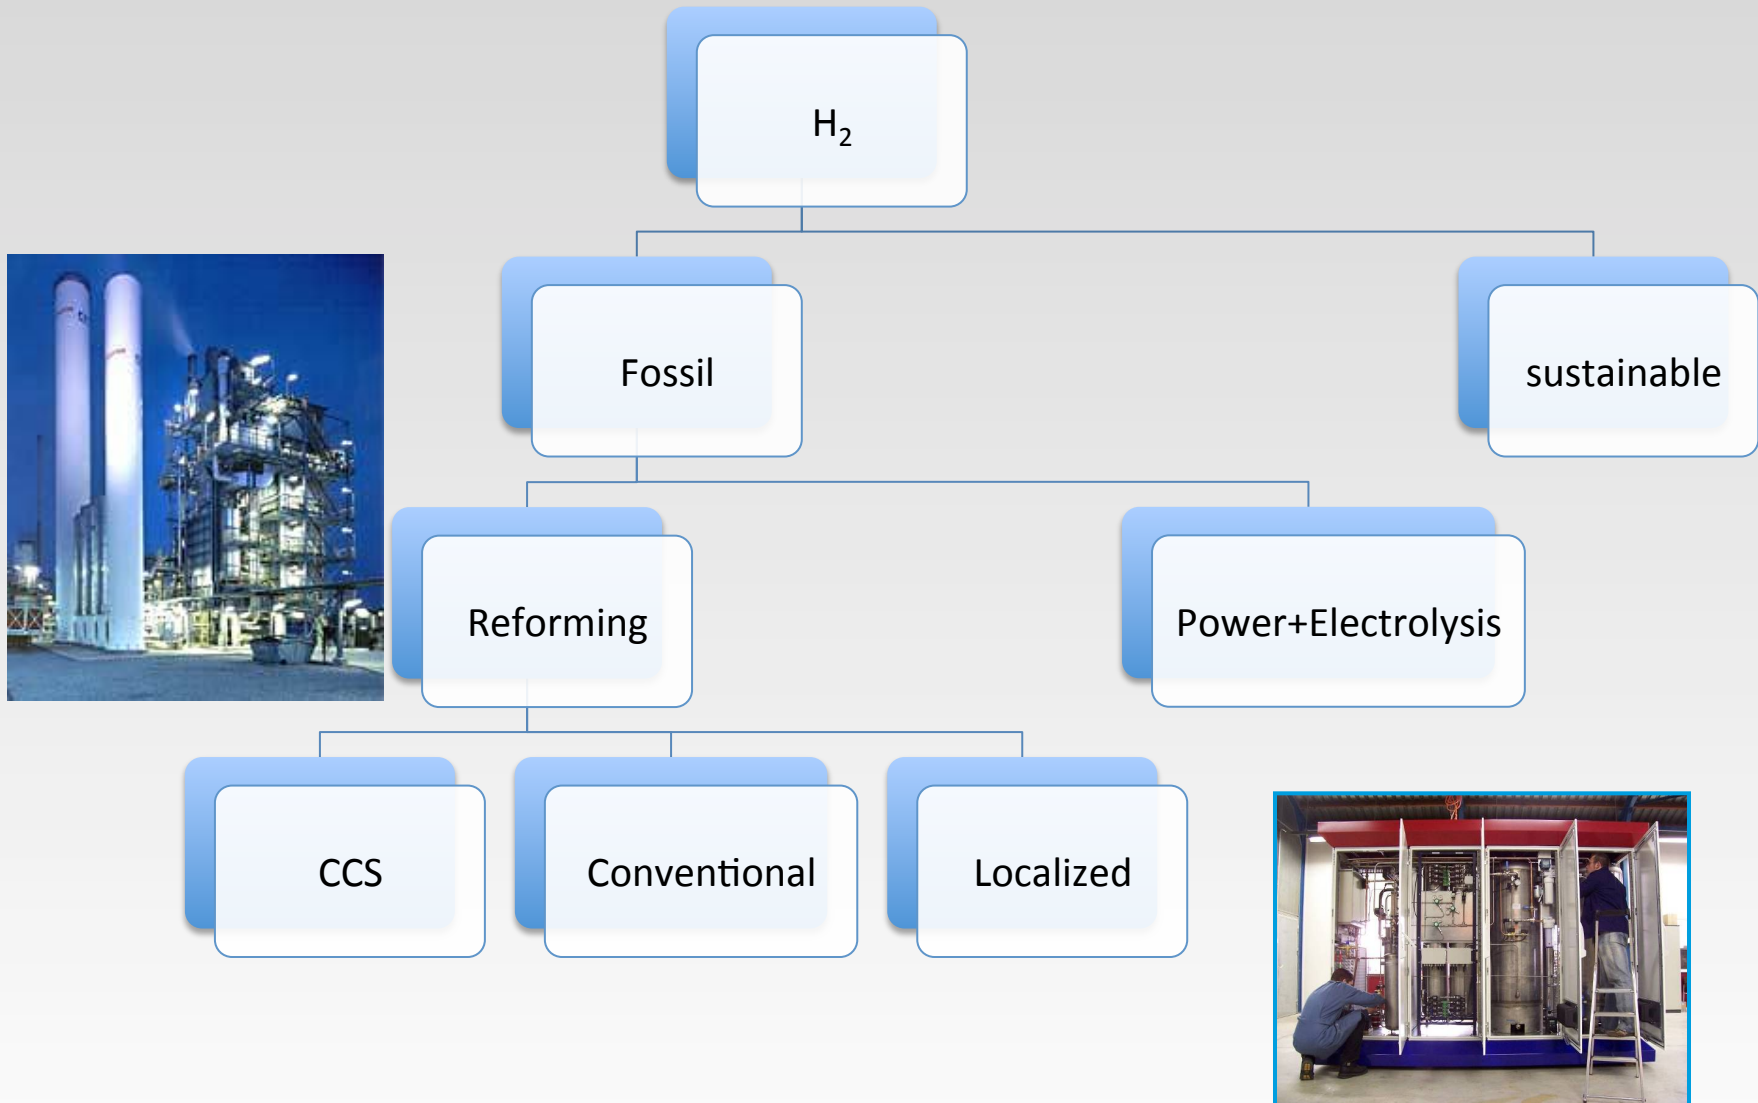 H₂
Fossil
sustainable
Reforming
Power+Electrolysis
CCS
Conventional
Localized